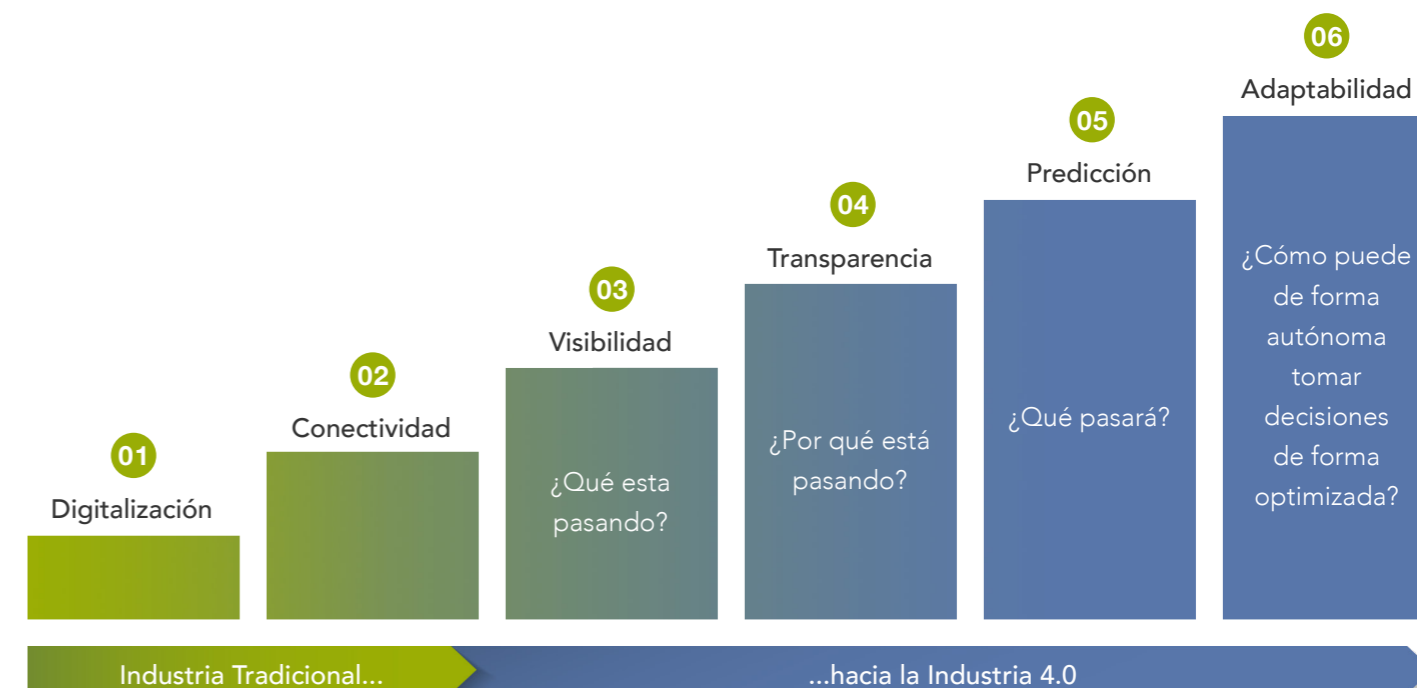 01
Digitalización
02
Conectividad
03
Visibilidad
¿Qué esta
pasando?
04
Transparencia
¿Por qué está
pasando?
05
Predicción
¿Qué pasará?
06
Adaptabilidad
¿Cómo puede
de forma
autónoma
tomar
decisiones
de forma
optimizada?
Industria Tradicional...
...hacia la Industria 4.0